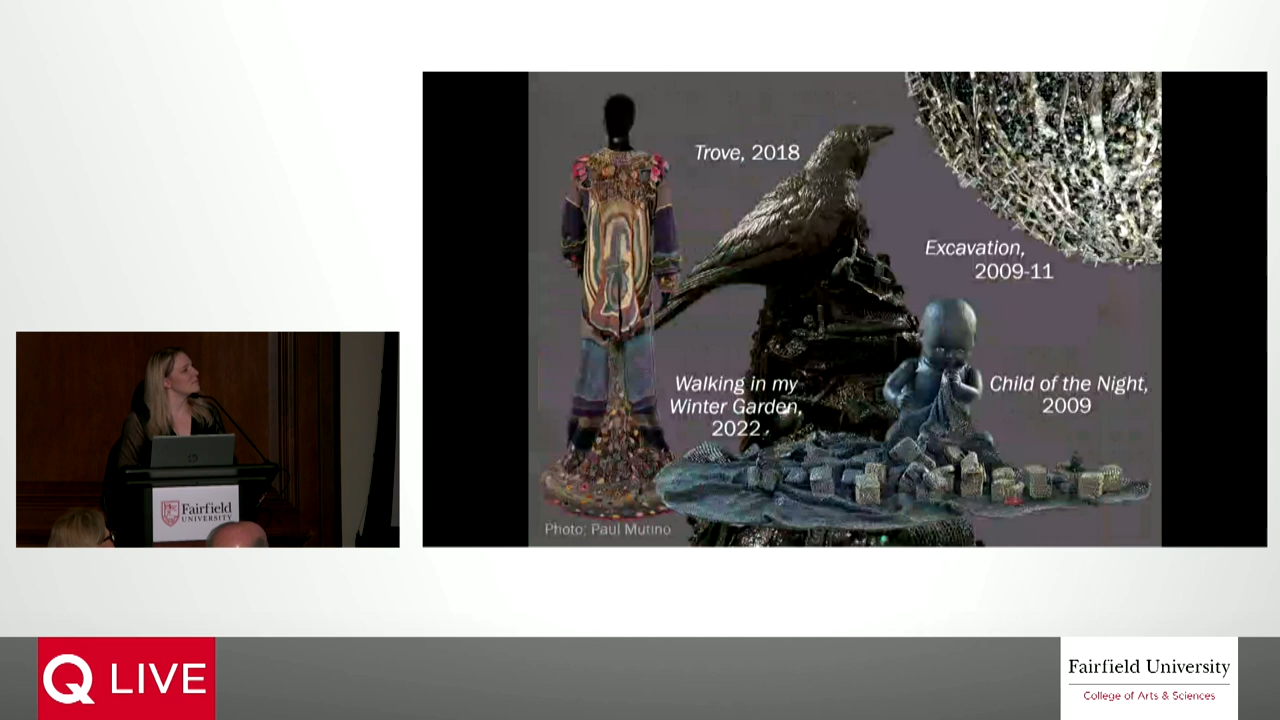 Trove, 2018
Excavation,
2009-11
Walking in my
Winter Garden,
2022
Child of the Night,
2009
Photo: Paul Mutino
Fairfield
UNIVERSITY
Q LIVE
Fairfield University
College of Arts & Sciences